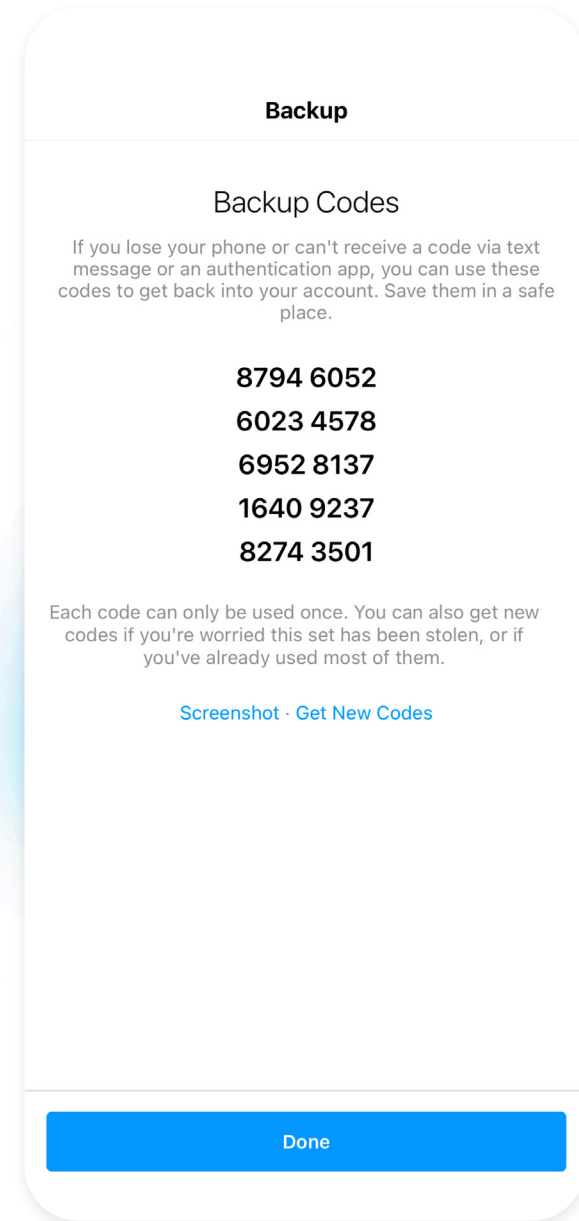 Backup
Backup Codes
If you lose your phone or can't receive a code via text
message or an authentication app, you can use these
codes to get back into your account. Save them in a safe
place.
8794 6052
6023 4578
6952 8137
1640 9237
8274 3501
Each code can only be used once. You can also get new
codes if you're worried this set has been stolen, or if
you've already used most of them.
Screenshot · Get New Codes
Done